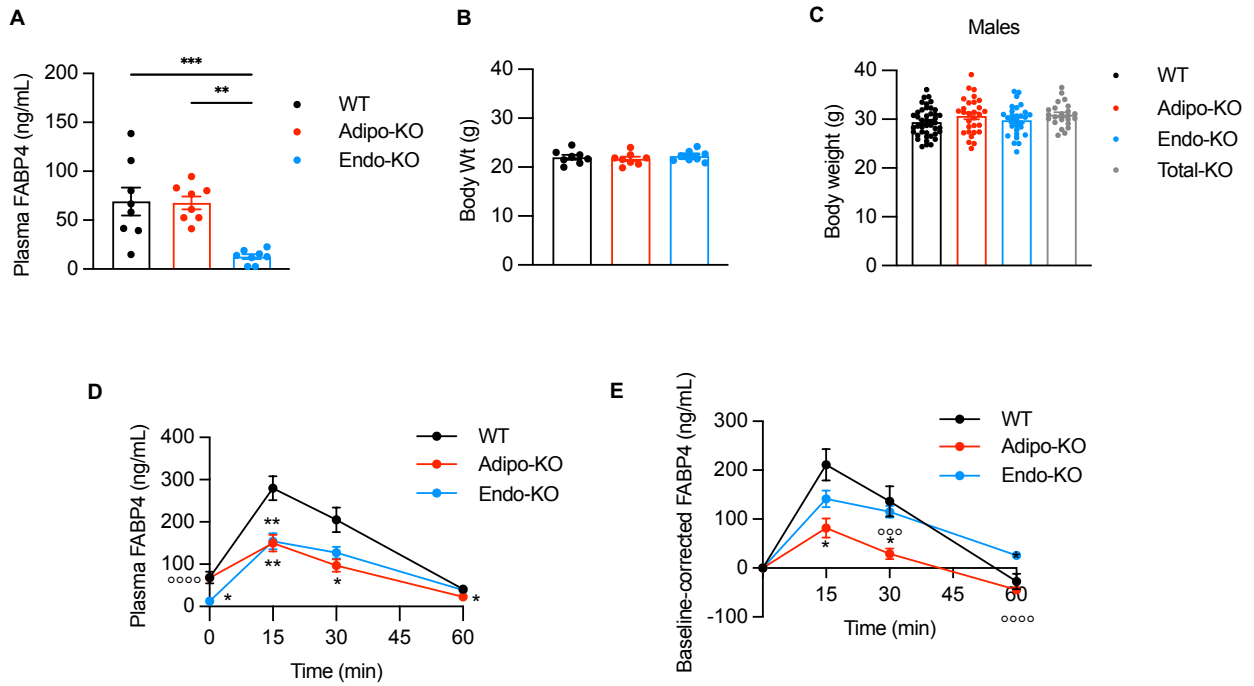 A
Plasma FABP4 (ng/mL)
200
150
100
50
0
***
**
WT
Adipo-KO
Endo-KO
B
Body Wt (g)
40
30
20
10
0
C
Males
Body weight (g)
40
30
20
10
0
WT
Adipo-KO
Endo-KO
Total-KO
D
Plasma FABP4 (ng/mL)
400
300
200
100
0
°°°°
*
**
**
*
*
0 15 30 45 60
Time (min)
WT
Adipo-KO
Endo-KO
E
Baseline-corrected FABP4 (ng/mL)
300
200
100
0
-100
*
°°°
*
*
15 30 45 60
°°°°
Time (min)
WT
Adipo-KO
Endo-KO